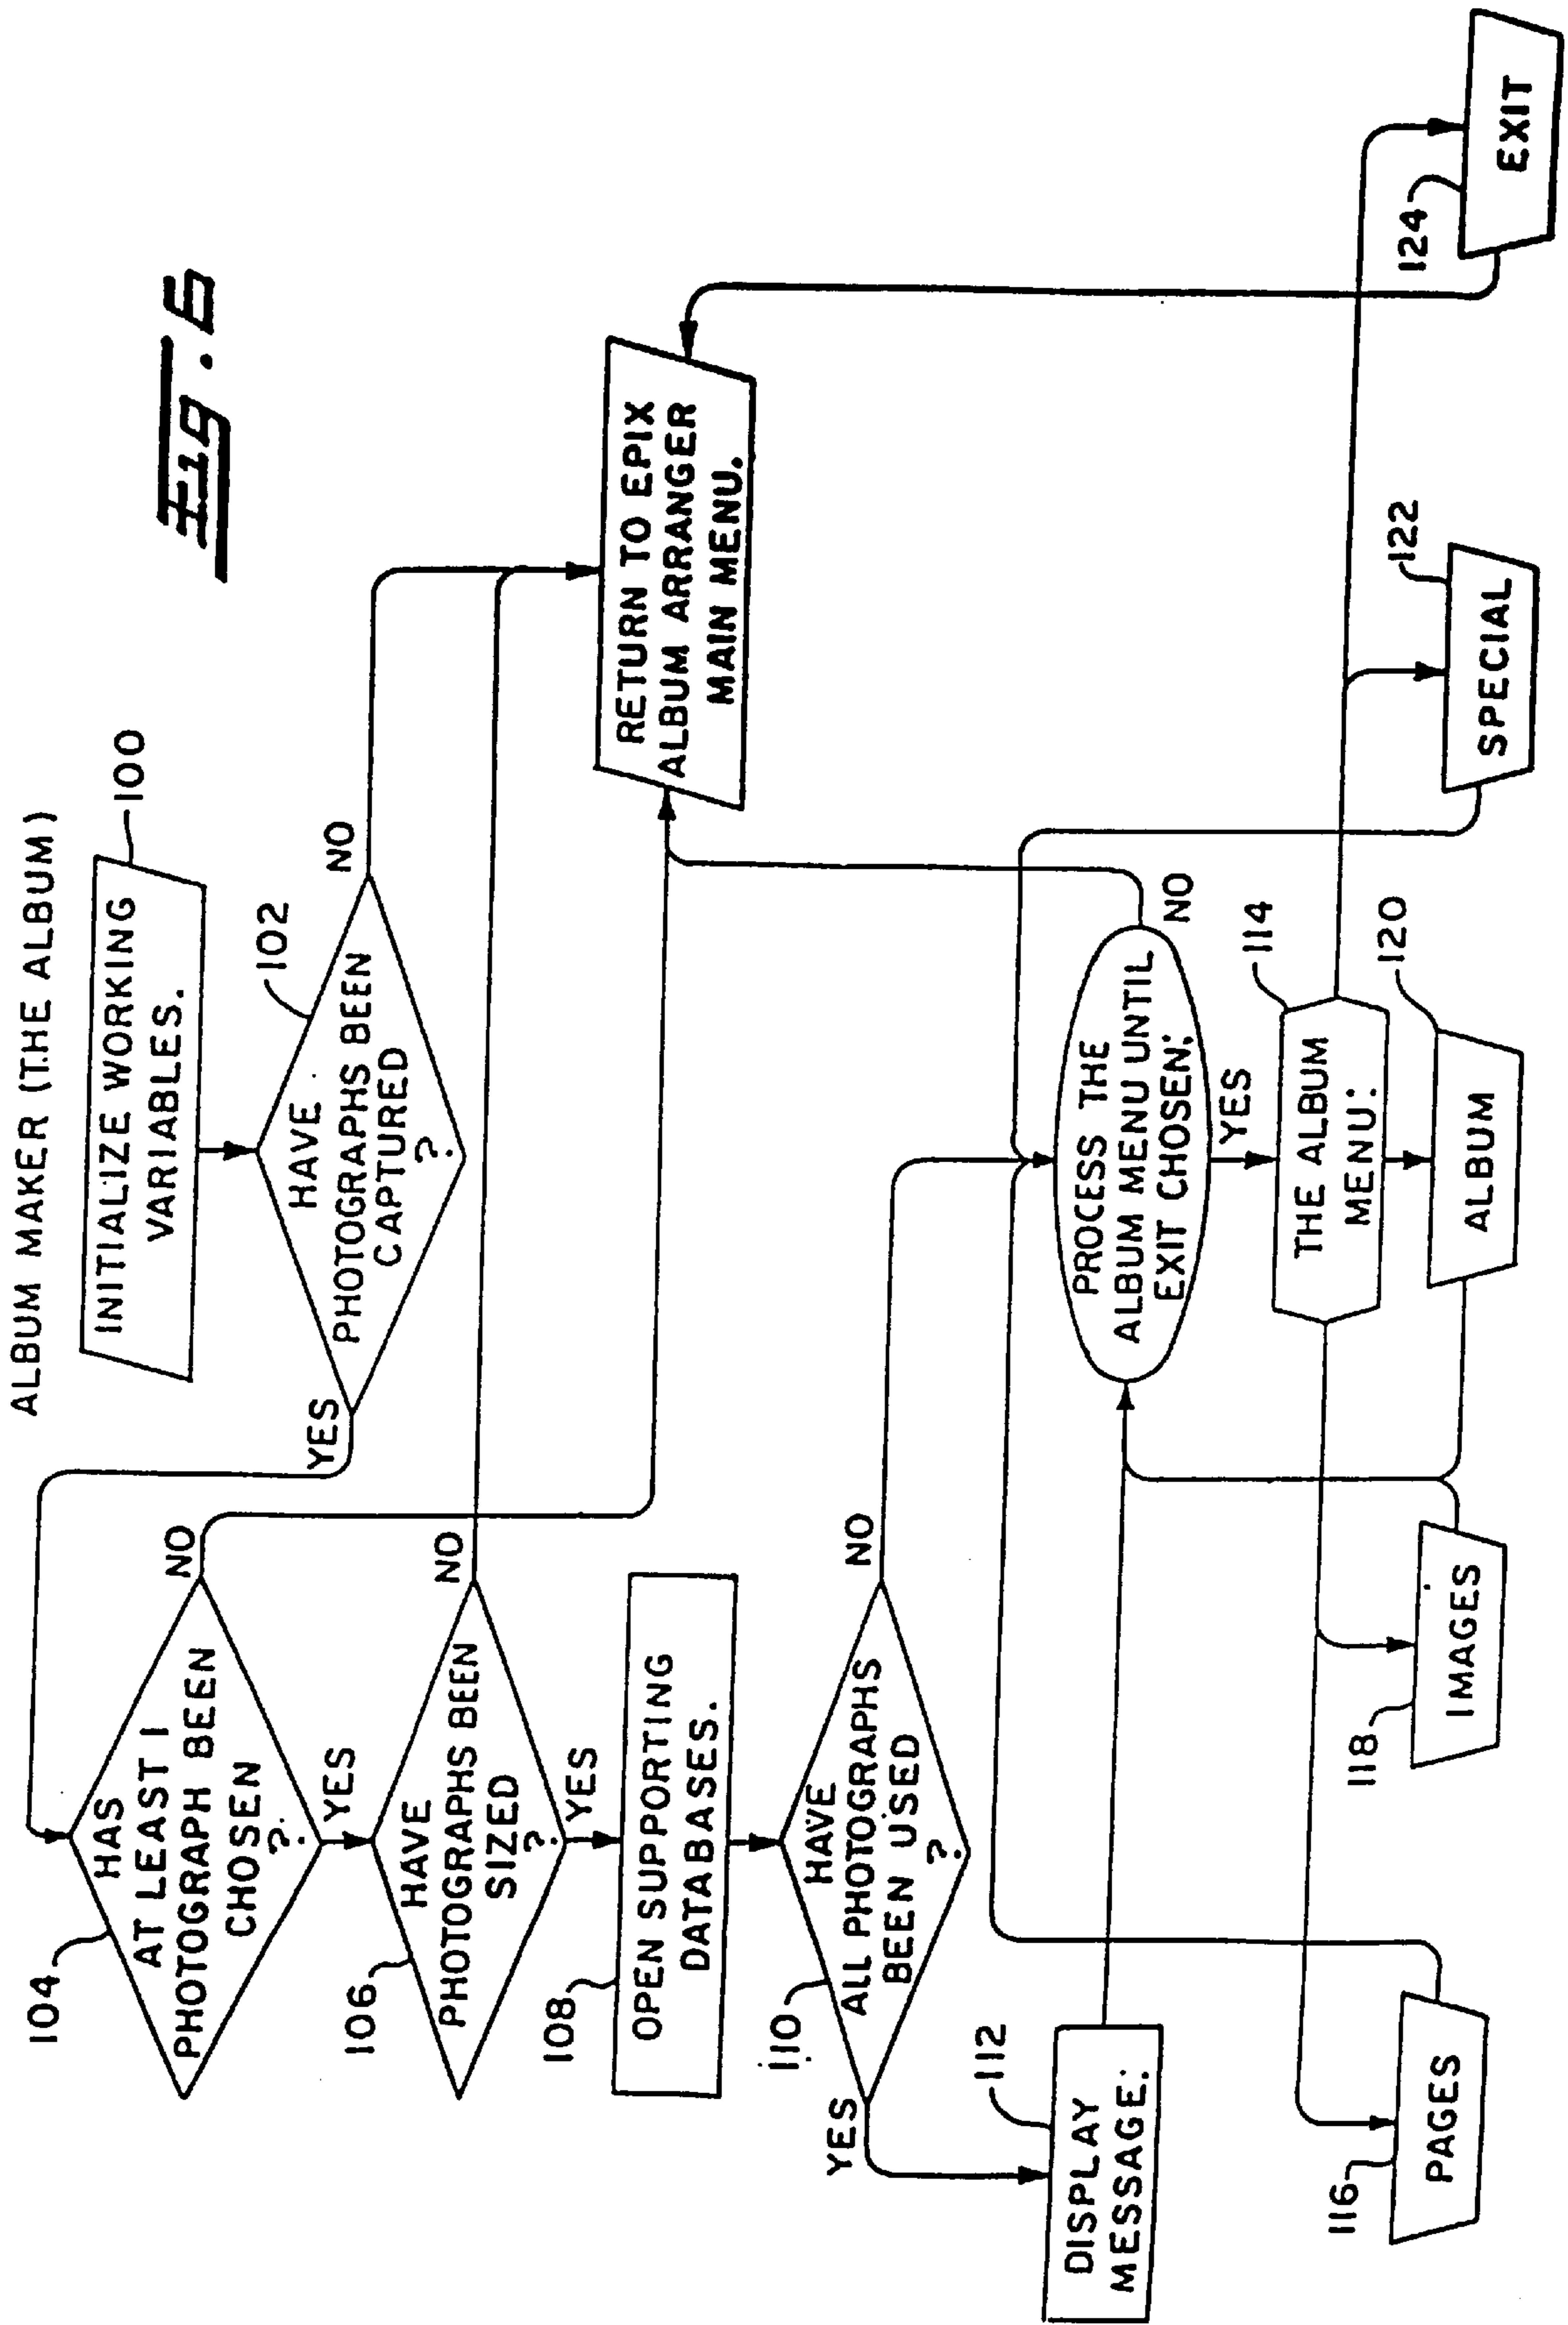 ALBUM MAKER (THE ALBUM)
Fig. 6
INITIALIZE WORKING
VARIABLES.
100
HAVE
PHOTOGRAPHS BEEN
CAPTURED
?
102
YES
NO
HAS
AT LEAST 1
PHOTOGRAPH BEEN
CHOSEN
?
104
NO
YES
HAVE
PHOTOGRAPHS BEEN
SIZED
?
106
NO
YES
RETURN TO EPIX
ALBUM ARRANGER
MAIN MENU.
OPEN SUPPORTING
DATABASES.
108
HAVE
ALL PHOTOGRAPHS
BEEN USED
?
110
YES
NO
DISPLAY
MESSAGE:
112
PROCESS THE
ALBUM MENU UNTIL
EXIT CHOSEN;
NO
YES
THE ALBUM
MENU:
114
PAGES
116
IMAGES
118
ALBUM
120
SPECIAL
122
EXIT
124